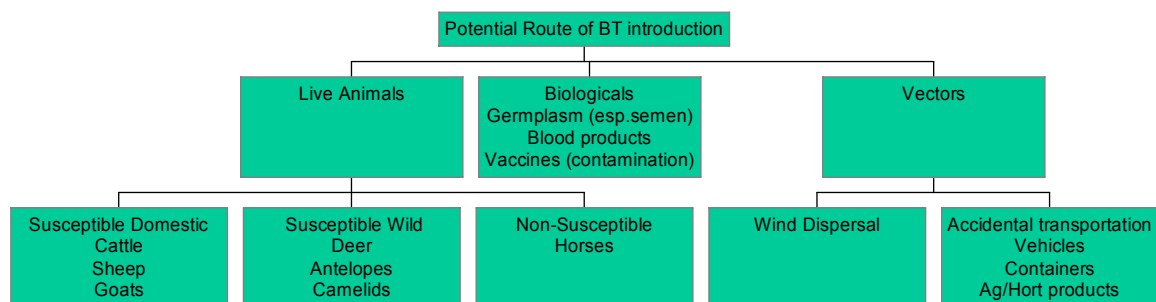 Potential Route of BT introduction
Live Animals
Biologicals
Germplasm (esp.semen)
Blood products
Vaccines (contamination)
Vectors
Susceptible Domestic
Cattle
Sheep
Goats
Susceptible Wild
Deer
Antelopes
Camelids
Non-Susceptible
Horses
Wind Dispersal
Accidental transportation
Vehicles
Containers
Ag/Hort products